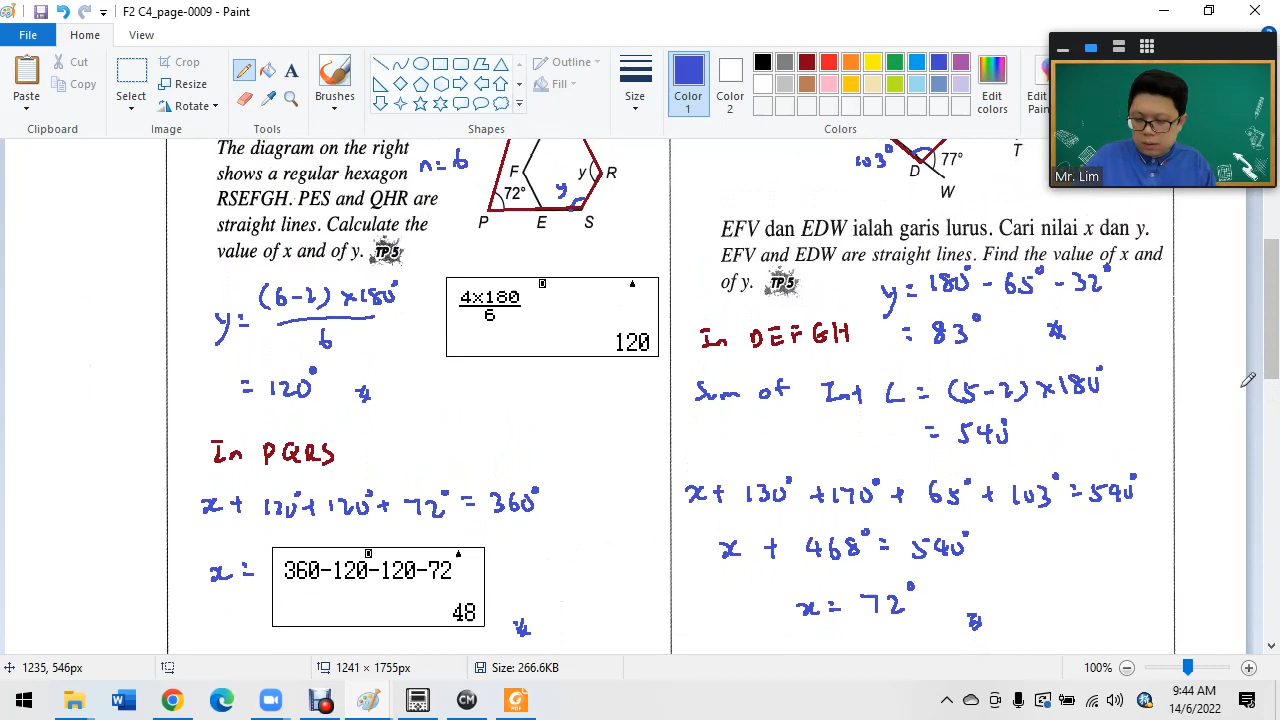 F2 C4_page-0009 - Paint
File
Home
View
Paste
Cut
Copy
Clipboard
Select
Crop
Resize
Rotate
Image
Tools
Brushes
Shapes
Outline
Fill
Size
Color 1
Color 2
Colors
Edit colors
Edit
Pain
Mr. Lim
The diagram on the right
shows a regular hexagon
RSEFGH. PES and QHR are
straight lines. Calculate the
value of x and of y. TP 5
n = 6
F
y
R
72°
y
P
E
S
y = (6-2) × 180°
6
= 120°
4×180
6
120
In PQRS
x + 120° + 120° + 72° = 360°
x =
360-120-120-72
48
103°
D
77°
T
W
EFV dan EDW ialah garis lurus. Cari nilai x dan y.
EFV and EDW are straight lines. Find the value of x and
of y. TP 5
y = 180° - 65° - 32°
= 83°
In DEFGH
Sum of Int ∠ = (5-2) × 180°
= 540°
x + 130° + 170° + 65° + 103° = 540°
x + 468° = 540°
x = 72°
1235, 546px
1241 × 1755px
Size: 266.6KB
100%
9:44 AM
14/6/2022